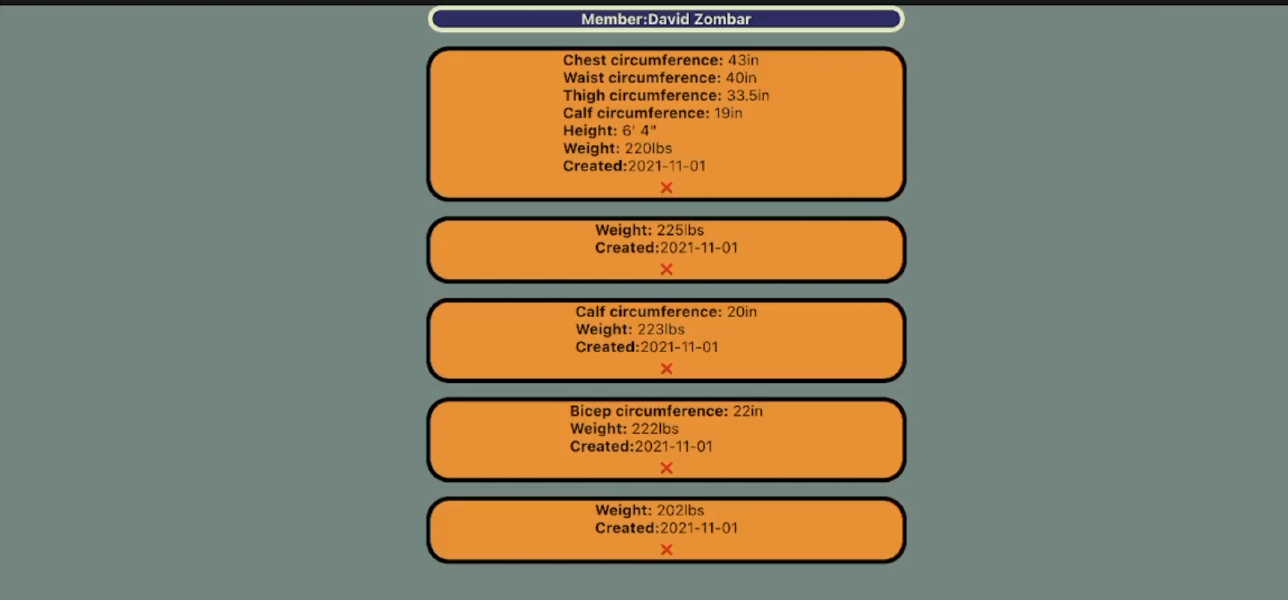 Member:David Zombar
Chest circumference: 43in
Waist circumference: 40in
Thigh circumference: 33.5in
Calf circumference: 19in
Height: 6' 4"
Weight: 220lbs
Created:2021-11-01
Weight: 225lbs
Created:2021-11-01
Calf circumference: 20in
Weight: 223lbs
Created:2021-11-01
Bicep circumference: 22in
Weight: 222lbs
Created:2021-11-01
Weight: 202lbs
Created:2021-11-01